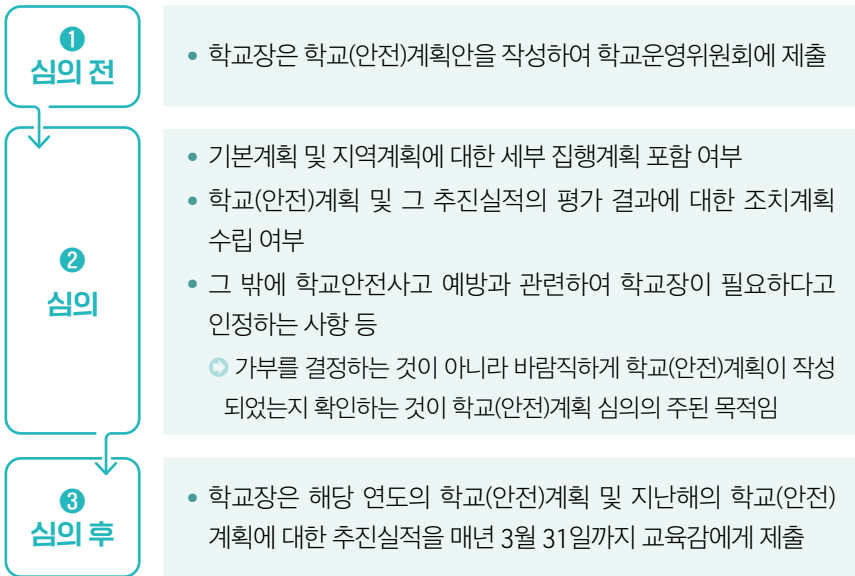 ❶
심의 전
• 학교장은 학교(안전)계획안을 작성하여 학교운영위원회에 제출
❷
심의
• 기본계획 및 지역계획에 대한 세부 집행계획 포함 여부
• 학교(안전)계획 및 그 추진실적의 평가 결과에 대한 조치계획
수립 여부
• 그 밖에 학교안전사고 예방과 관련하여 학교장이 필요하다고
인정하는 사항 등
➲ 가부를 결정하는 것이 아니라 바람직하게 학교(안전)계획이 작성
되었는지 확인하는 것이 학교(안전)계획 심의의 주된 목적임
❸
심의 후
• 학교장은 해당 연도의 학교(안전)계획 및 지난해의 학교(안전)
계획에 대한 추진실적을 매년 3월 31일까지 교육감에게 제출